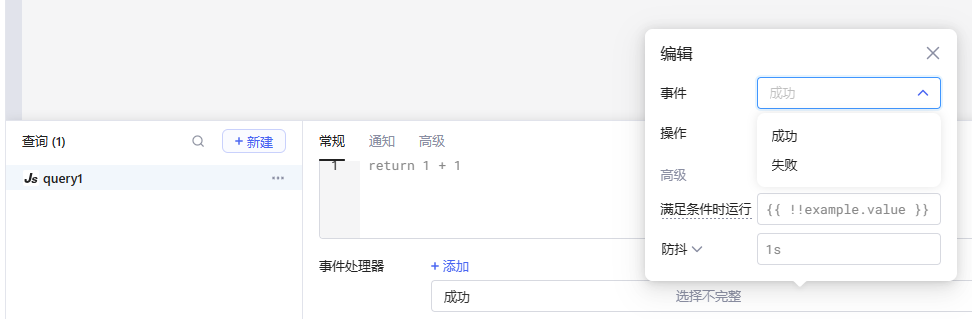 查询 (1)
+ 新建
Js query1
常规 通知 高级
1 return 1 + 1
事件处理器 + 添加
成功 选择不完整
编辑
事件 成功
操作
成功
失败
高级
满足条件时运行 {{ !!example.value }}
防抖 1s